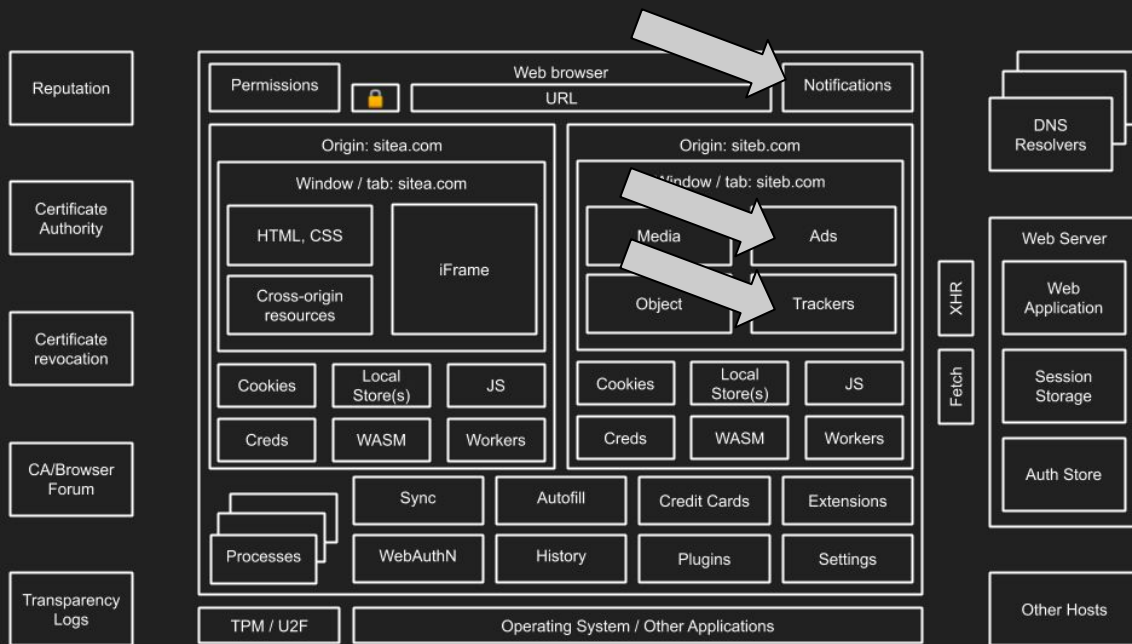 Reputation
Certificate
Authority
Certificate
revocation
CA/Browser
Forum
Transparency
Logs
Web browser
Permissions
URL
Notifications
Origin: sitea.com
Window / tab: sitea.com
HTML, CSS
Cross-origin
resources
iFrame
Cookies
Local
Store(s)
JS
Creds
WASM
Workers
Origin: siteb.com
indow / tab: siteb.com
Media
Ads
Object
Trackers
Cookies
Local
Store(s)
JS
Creds
WASM
Workers
Processes
Sync
Autofill
Credit Cards
Extensions
WebAuthN
History
Plugins
Settings
TPM / U2F
Operating System / Other Applications
XHR
Fetch
DNS
Resolvers
Web Server
Web
Application
Session
Storage
Auth Store
Other Hosts